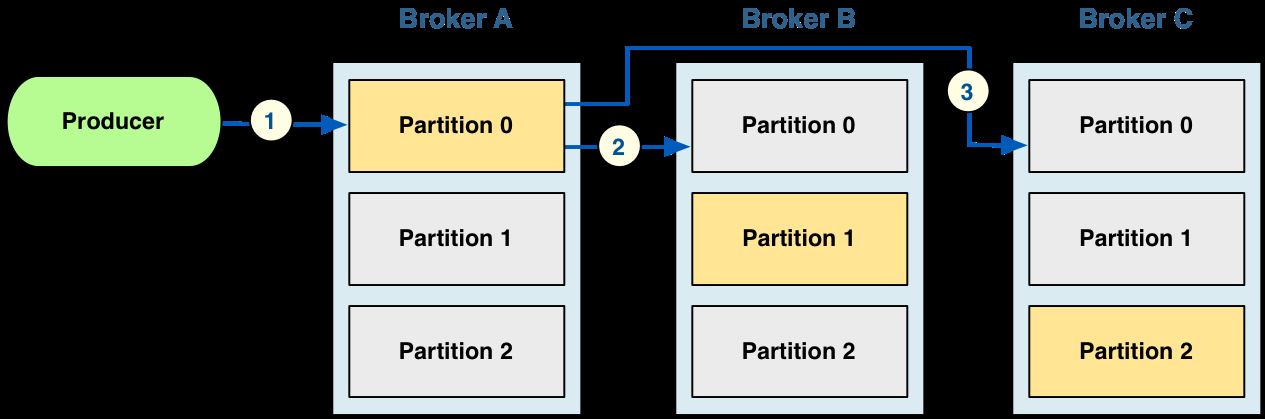 Broker A
Broker B
Broker C
Producer
1
2
3
Partition 0
Partition 0
Partition 0
Partition 1
Partition 1
Partition 1
Partition 2
Partition 2
Partition 2